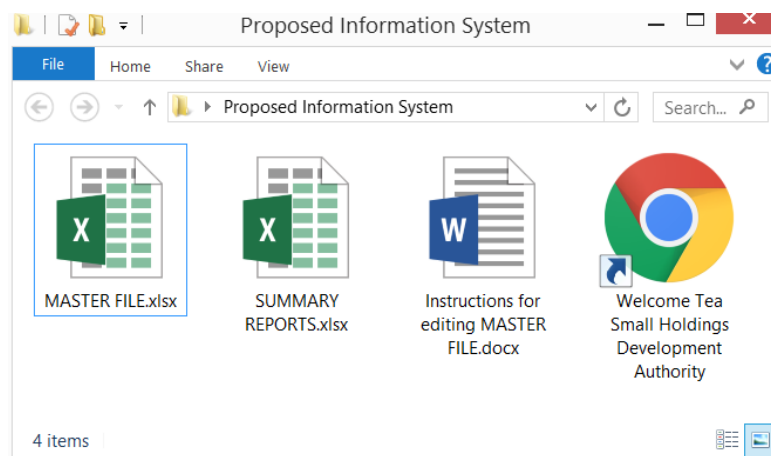 Proposed Information System
File Home Share View
Proposed Information System
Search...
MASTER FILE.xlsx
SUMMARY
REPORTS.xlsx
Instructions for
editing MASTER
FILE.docx
Welcome Tea
Small Holdings
Development
Authority
4 items